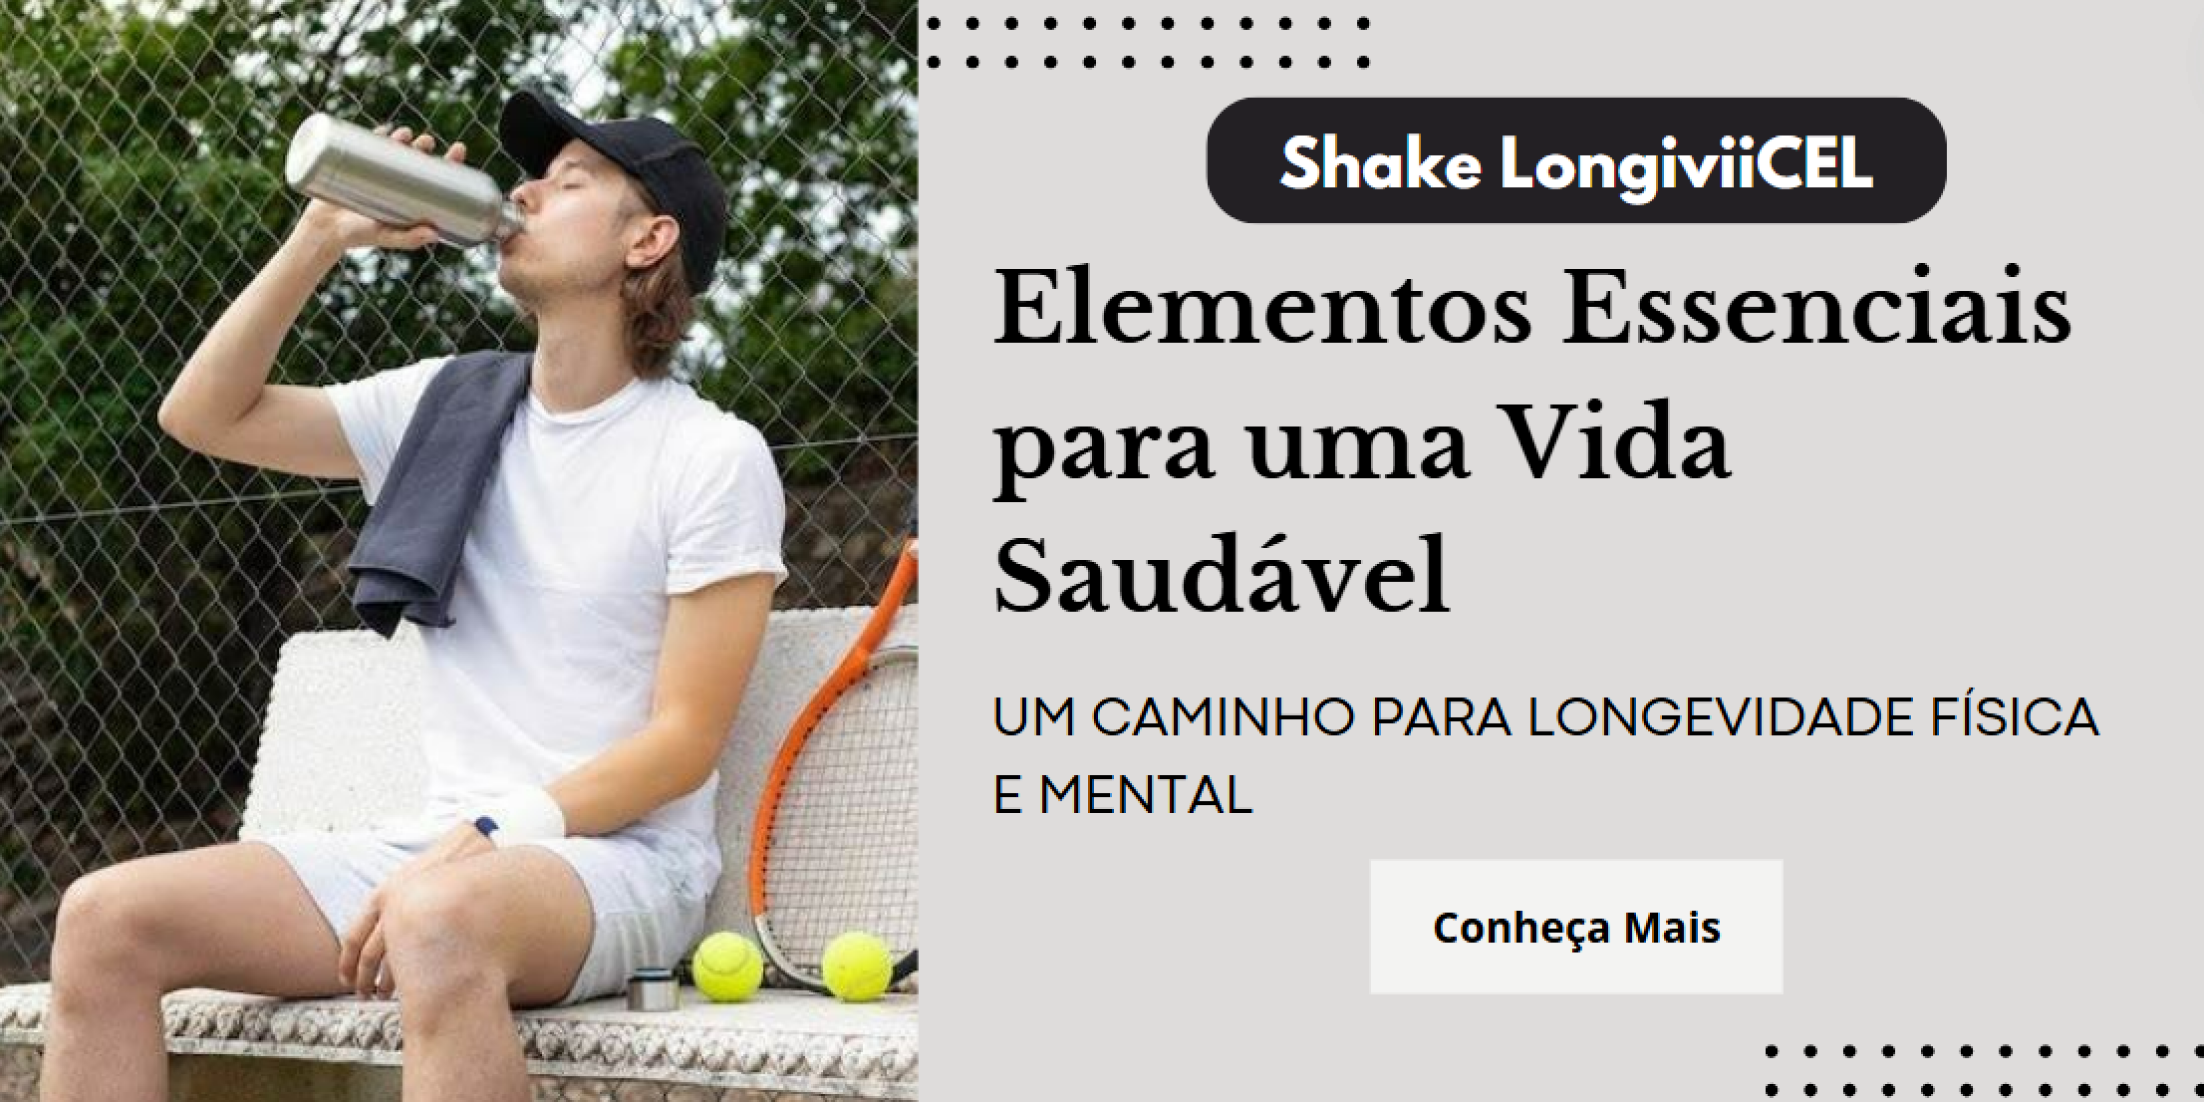 Shake LongiviiCEL
Elementos Essenciais
para uma Vida
Saudável
UM CAMINHO PARA LONGEVIDADE FÍSICA
E MENTAL
Conheça Mais